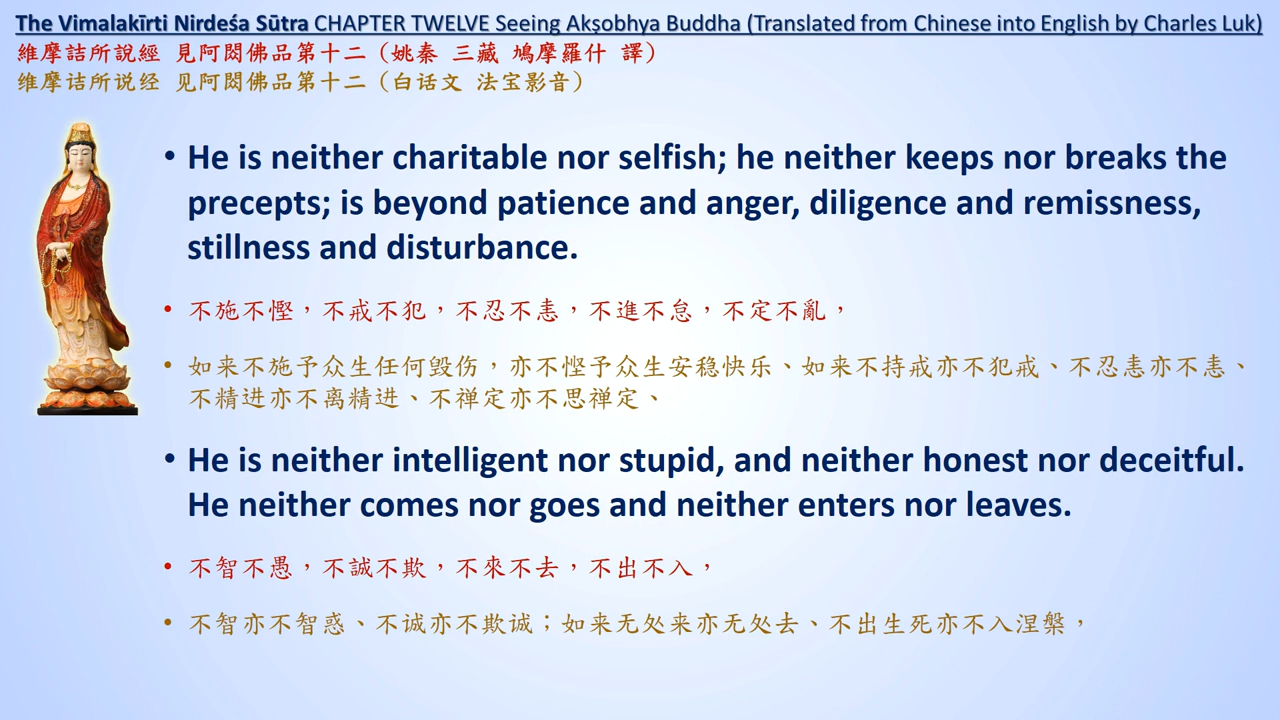 The Vimalakīrti Nirdeśa Sūtra CHAPTER TWELVE Seeing Akṣobhya Buddha (Translated from Chinese into English by Charles Luk)
維摩詰所說經 見阿閦佛品第十二（姚秦 三藏 鳩摩羅什 譯）
维摩诘所说经 见阿閦佛品第十二（白话文 法宝影音）
• He is neither charitable nor selfish; he neither keeps nor breaks the
precepts; is beyond patience and anger, diligence and remissness,
stillness and disturbance.
• 不施不慳，不戒不犯，不忍不恚，不進不怠，不定不亂，
• 如来不施予众生任何毁伤，亦不悭予众生安稳快乐、如来不持戒亦不犯戒、不忍恚亦不恚、
不精进亦不离精进、不禅定亦不思禅定、
• He is neither intelligent nor stupid, and neither honest nor deceitful.
He neither comes nor goes and neither enters nor leaves.
• 不智不愚，不誠不欺，不來不去，不出不入，
• 不智亦不智惑、不诚亦不欺诚；如来无处来亦无处去、不出生死亦不入涅槃，